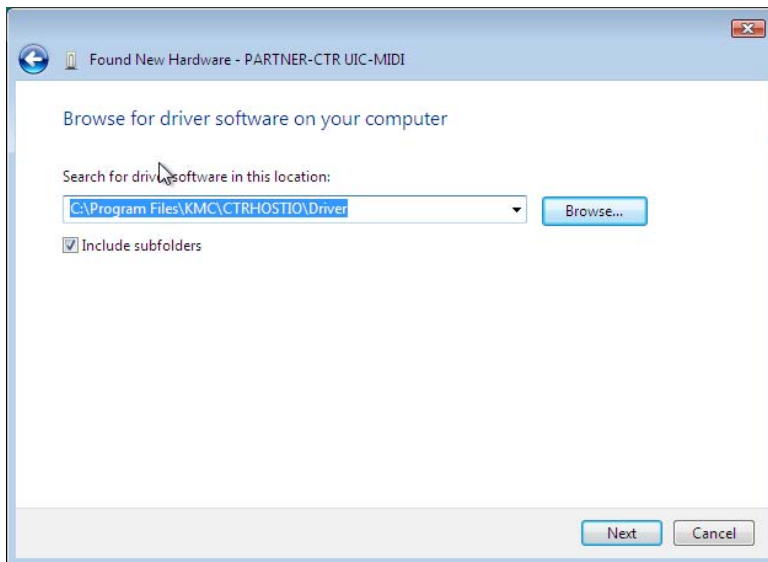 Found New Hardware - PARTNER-CTR UIC-MIDI
Browse for driver software on your computer
Search for driver software in this location:
C:\Program Files\KMC\CTRHOSTIO\Driver
Browse...
Include subfolders
Next
Cancel